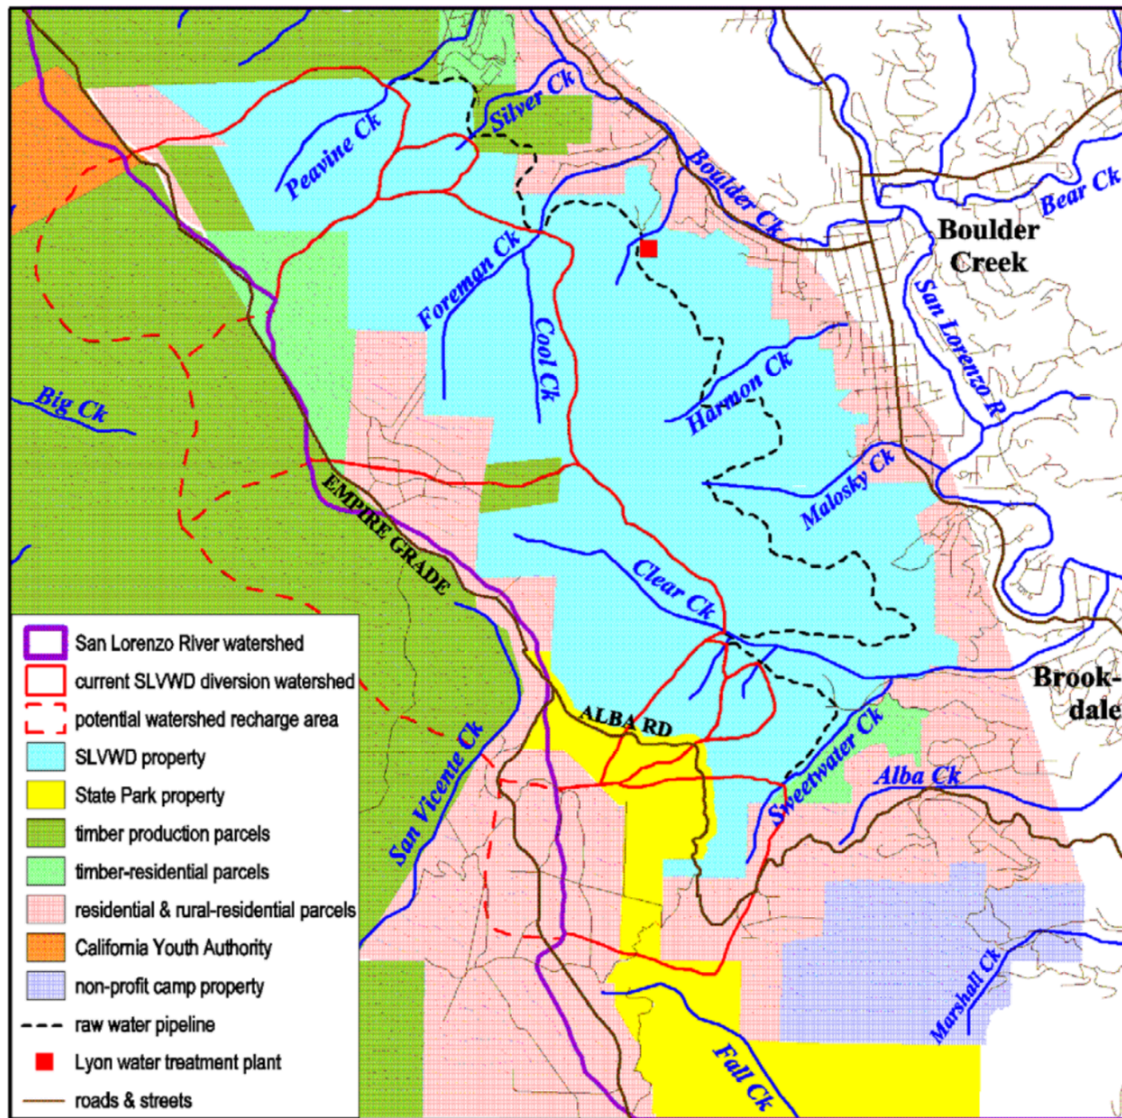 Silver Ck
Peavine Ck
Boulder Ck
Bear Ck
Boulder
Creek
Foreman Ck
Cool Ck
San Lorenzo R
Harmon Ck
Big Ck
Malosky Ck
EMPIRE GRADE
Clear Ck
Brook-
dale
ALBA RD
Sweetwater Ck
Alba Ck
San Vicente Ck
Marshall Ck
Fall Ck
San Lorenzo River watershed
current SLVWD diversion watershed
potential watershed recharge area
SLVWD property
State Park property
timber production parcels
timber-residential parcels
residential & rural-residential parcels
California Youth Authority
non-profit camp property
raw water pipeline
Lyon water treatment plant
roads & streets